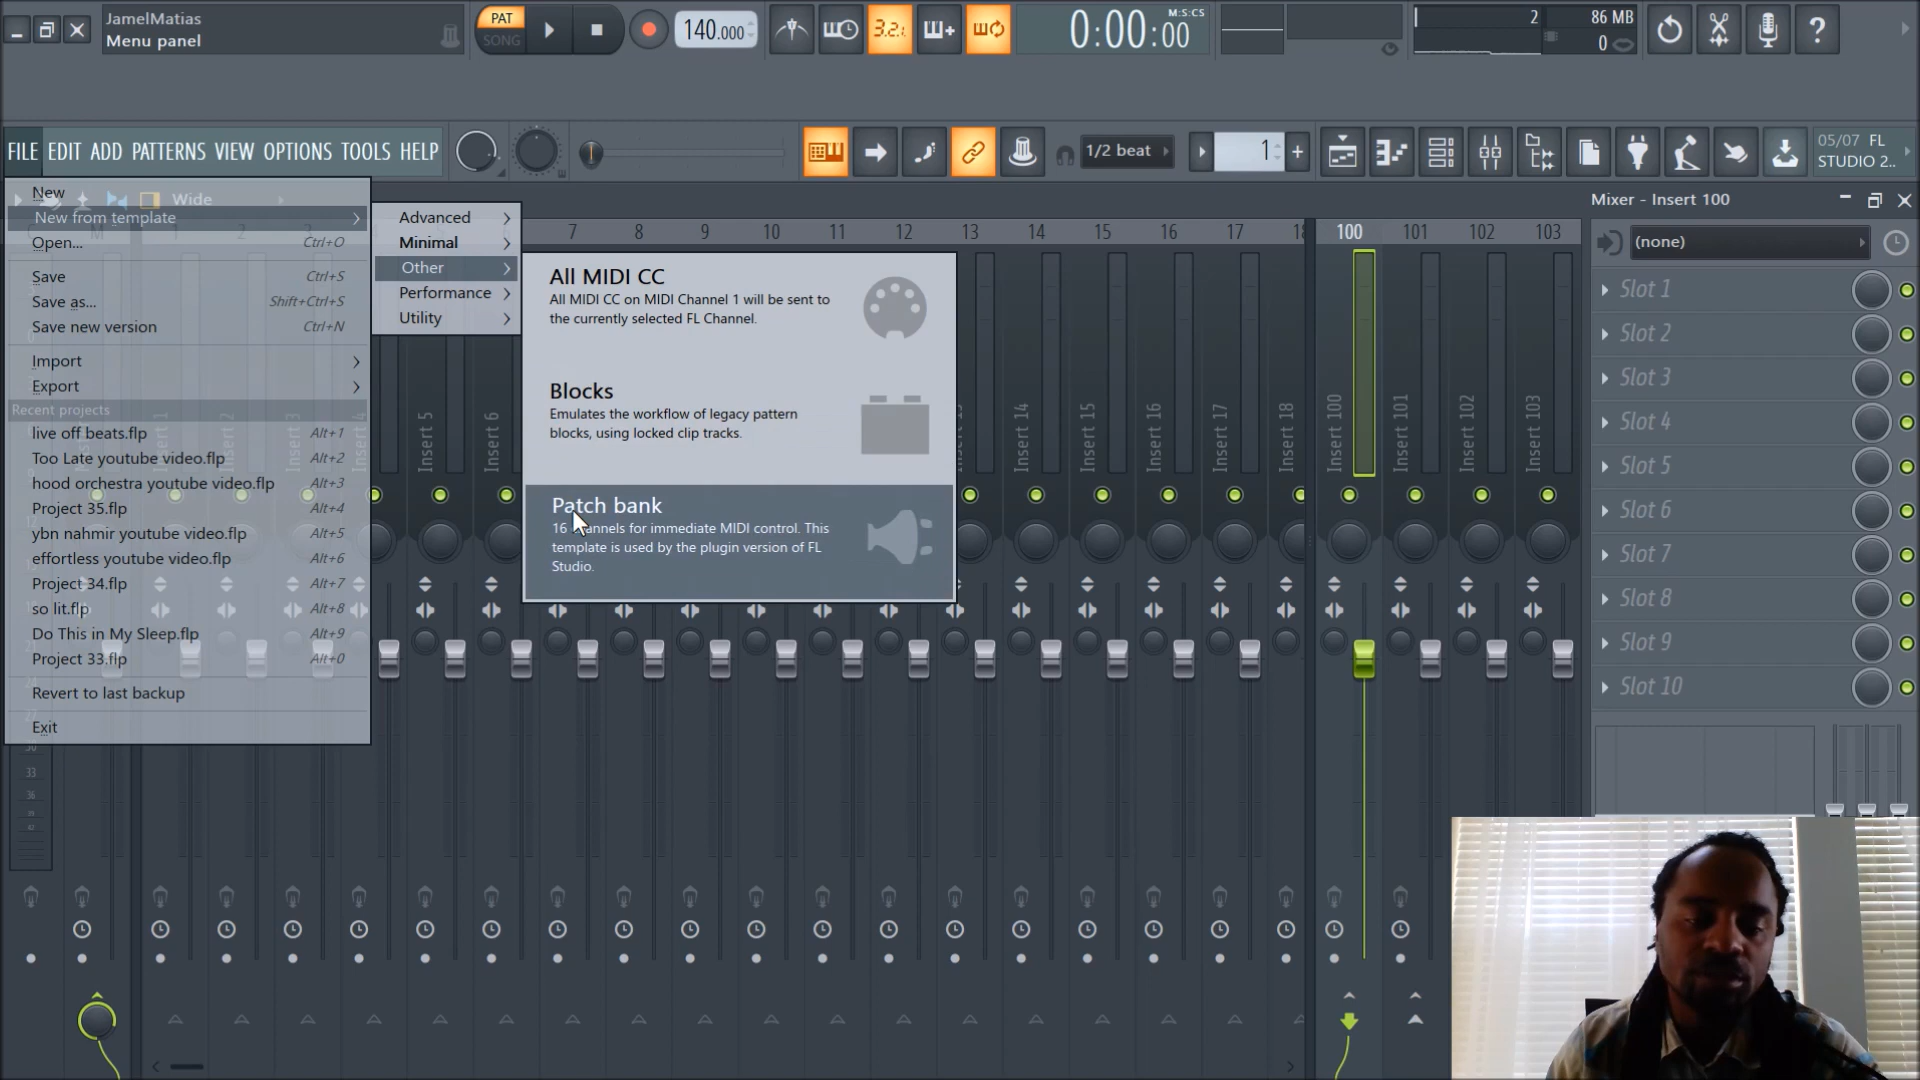 JamelMatias
Menu panel
PAT
SONG
140.000
3.2.
0:00:00
M:S:CS
2
86 MB
0
?
FILE EDIT ADD PATTERNS VIEW OPTIONS TOOLS HELP
1/2 beat
1
+
05/07 FL
STUDIO 2..
New
Wide
New from template
Open... Ctrl+O
Save Ctrl+S
Save as... Shift+Ctrl+S
Save new version Ctrl+N
Import
Export
Recent projects
live off beats.flp Alt+1
Too Late youtube video.flp Alt+2
hood orchestra youtube video.flp Alt+3
Project 35.flp Alt+4
ybn nahmir youtube video.flp Alt+5
effortless youtube video.flp Alt+6
Project 34.flp Alt+7
so lit.flp Alt+8
Do This in My Sleep.flp Alt+9
Project 33.flp Alt+0
Revert to last backup
Exit
Advanced
Minimal
Other
Performance
Utility
All MIDI CC
All MIDI CC on MIDI Channel 1 will be sent to
the currently selected FL Channel.
Blocks
Emulates the workflow of legacy pattern
blocks, using locked clip tracks.
Patch bank
16 channels for immediate MIDI control. This
template is used by the plugin version of FL
Studio.
7 8 9 10 11 12 13 14 15 16 17 18 100 101 102 103
Insert 5
Insert 6
Insert 14
Insert 15
Insert 16
Insert 17
Insert 18
Insert 100
Insert 101
Insert 102
Insert 103
33
36
Mixer - Insert 100
(none)
Slot 1
Slot 2
Slot 3
Slot 4
Slot 5
Slot 6
Slot 7
Slot 8
Slot 9
Slot 10